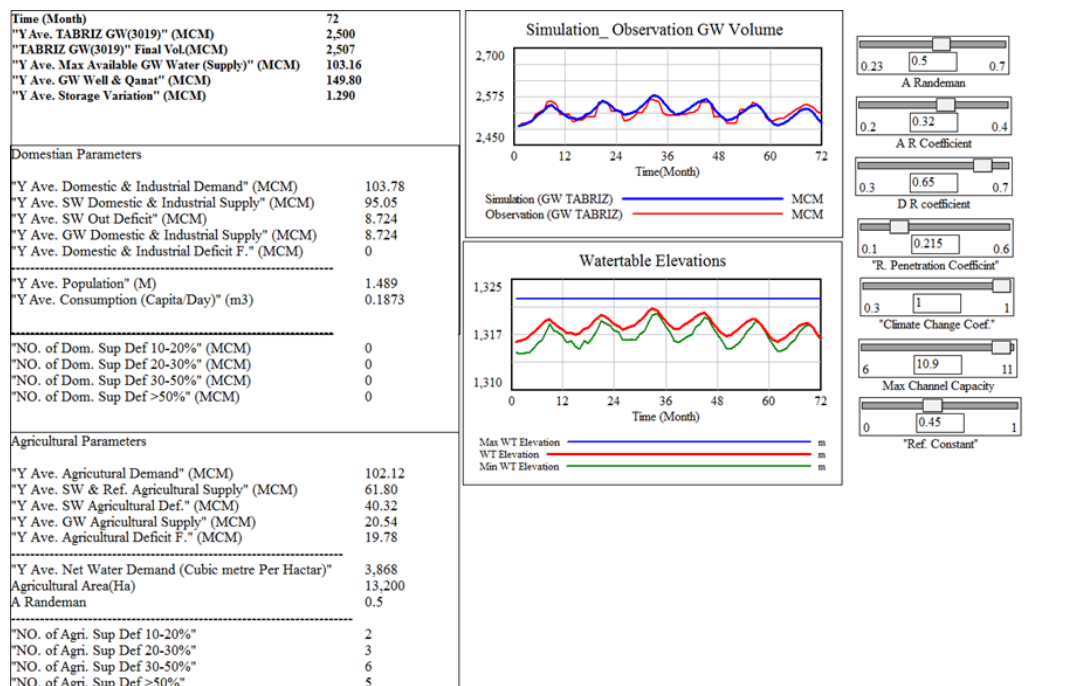 Time (Month) 72
"Y Ave. TABRIZ GW(3019)" (MCM) 2,500
"TABRIZ GW(3019)" Final Vol.(MCM) 2,507
"Y Ave. Max Available GW Water (Supply)" (MCM) 103.16
"Y Ave. GW Well & Qanat" (MCM) 149.80
"Y Ave. Storage Variation" (MCM) 1.290
Domestian Parameters
"Y Ave. Domestic & Industrial Demand" (MCM) 103.78
"Y Ave. SW Domestic & Industrial Supply" (MCM) 95.05
"Y Ave. SW Out Deficit" (MCM) 8.724
"Y Ave. GW Domestic & Industrial Supply" (MCM) 8.724
"Y Ave. Domestic & Industrial Deficit F." (MCM) 0
"Y Ave. Population" (M) 1.489
"Y Ave. Consumption (Capita/Day)" (m3) 0.1873
"NO. of Dom. Sup Def 10-20%" (MCM) 0
"NO. of Dom. Sup Def 20-30%" (MCM) 0
"NO. of Dom. Sup Def 30-50%" (MCM) 0
"NO. of Dom. Sup Def >50%" (MCM) 0
Agricultural Parameters
"Y Ave. Agricutural Demand" (MCM) 102.12
"Y Ave. SW & Ref. Agricultural Supply" (MCM) 61.80
"Y Ave. SW Agricultural Def." (MCM) 40.32
"Y Ave. GW Agricultural Supply" (MCM) 20.54
"Y Ave. Agricultural Deficit F." (MCM) 19.78
"Y Ave. Net Water Demand (Cubic metre Per Hactar)" 3,868
Agricultural Area(Ha) 13,200
A Randeman 0.5
"NO. of Agri. Sup Def 10-20%" 2
"NO. of Agri. Sup Def 20-30%" 3
"NO. of Agri. Sup Def 30-50%" 6
"NO. of Agri. Sup Def >50%" 5
Simulation_ Observation GW Volume
2,700
2,575
2,450
0 12 24 36 48 60 72
Time(Month)
Simulation (GW TABRIZ) MCM
Observation (GW TABRIZ) MCM
Watertable Elevations
1,325
1,317
1,310
0 12 24 36 48 60 72
Time (Month)
Max WT Elevation m
WT Elevation m
Min WT Elevation m
0.23 0.5 0.7
A Randeman
0.2 0.32 0.4
A R Coefficient
0.3 0.65 0.7
D R coefficient
0.1 0.215 0.6
"R. Penetration Coefficint"
0.3 1 1
"Climate Change Coef."
6 10.9 11
Max Channel Capacity
0 0.45 1
"Ref. Constant"